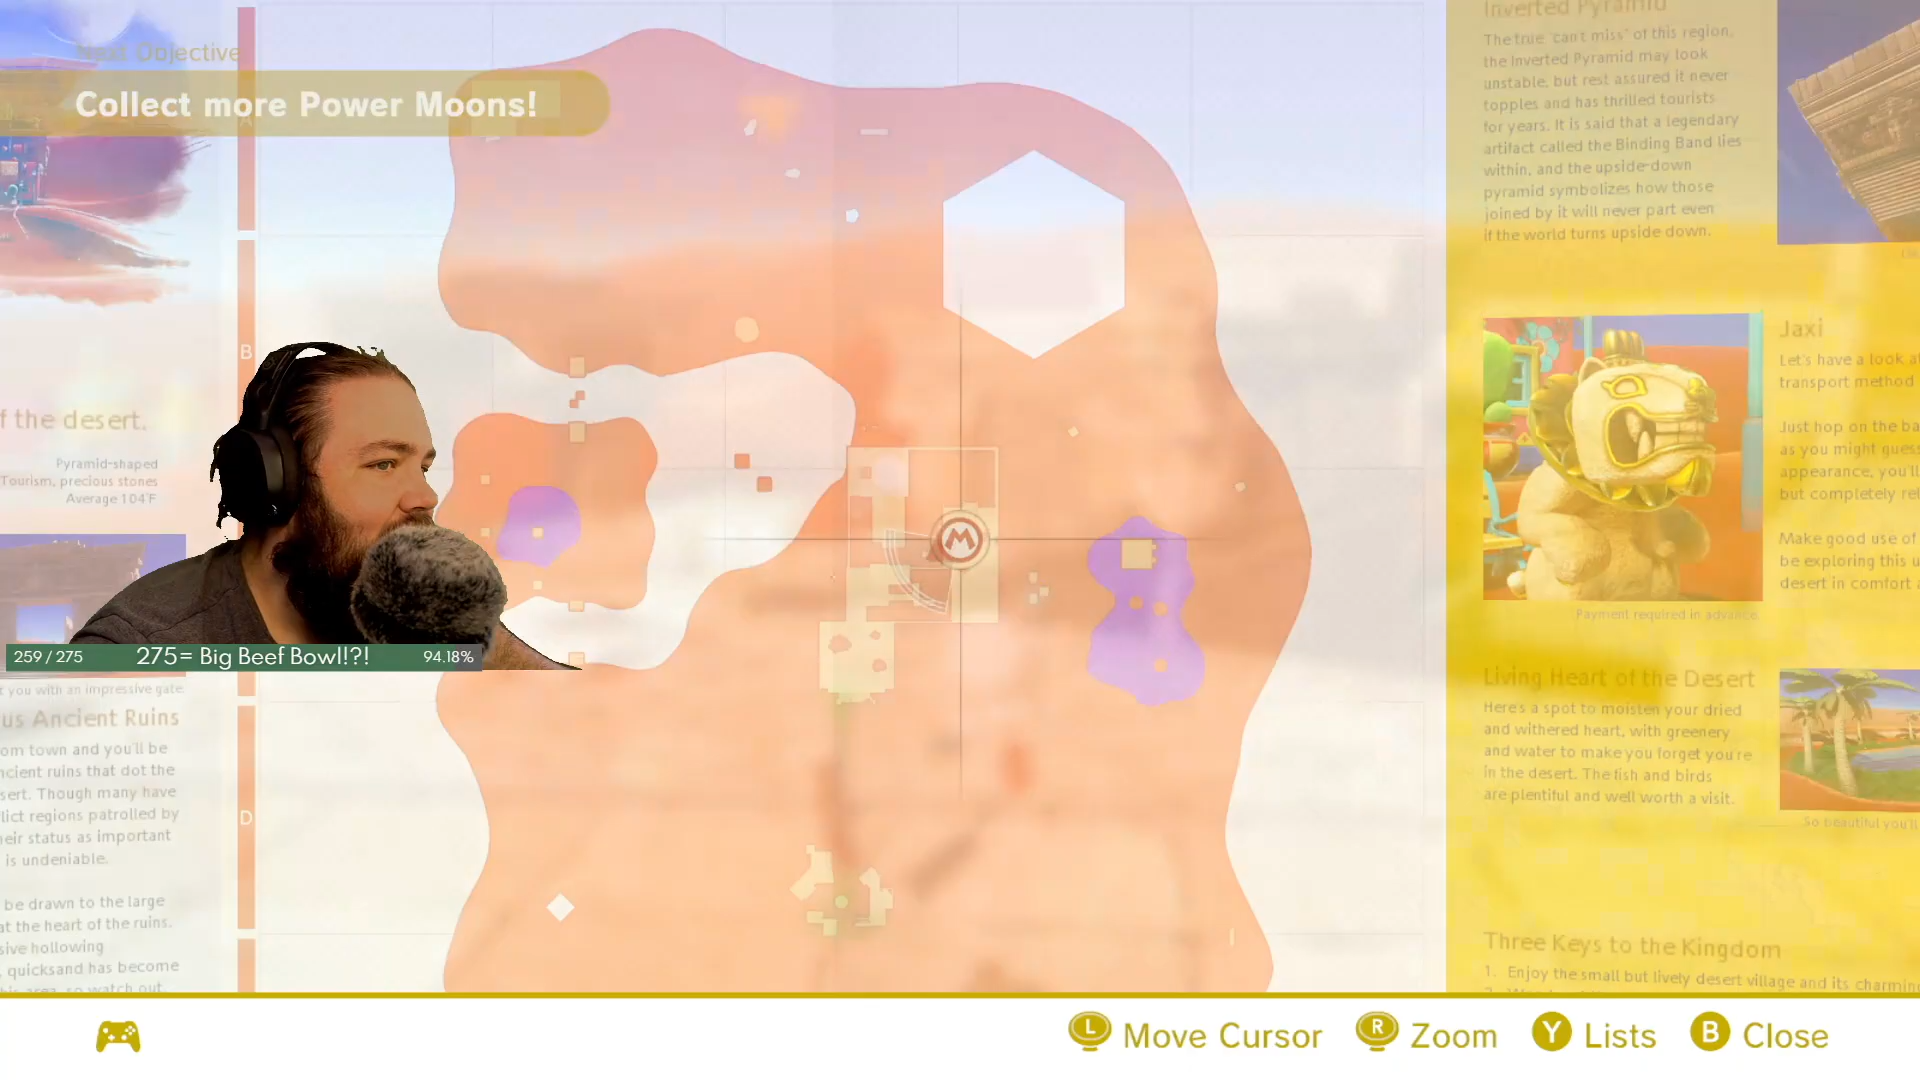 Next Objective
Collect more Power Moons!
B
D
f the desert.
Pyramid-shaped
Tourism, precious stones
Average 104°F
259 / 275
275= Big Beef Bowl!?!
94.18%
t you with an impressive gate
us Ancient Ruins
om town and you'll be
ncient ruins that dot the
sert. Though many have
flict regions patrolled by
heir status as important
is undeniable.
be drawn to the large
at the heart of the ruins.
sive hollowing
, quicksand has become
this area, so watch out.
Inverted Pyramid
The true "can't miss" of this region,
the Inverted Pyramid may look
unstable, but rest assured it never
topples and has thrilled tourists
for years. It is said that a legendary
artifact called the Binding Band lies
within, and the upside-down
pyramid symbolizes how those
joined by it will never part even
if the world turns upside down.
Jaxi
Let's have a look at
transport method
Just hop on the ba
as you might gues
appearance, you'll
but completely rel
Make good use of
be exploring this u
desert in comfort a
Payment required in advance
Living Heart of the Desert
Here's a spot to moisten your dried
and withered heart, with greenery
and water to make you forget you're
in the desert. The fish and birds
are plentiful and well worth a visit.
So beautiful you'll
Three Keys to the Kingdom
1. Enjoy the small but lively desert village and its charming
L Move Cursor
R Zoom
Y Lists
B Close